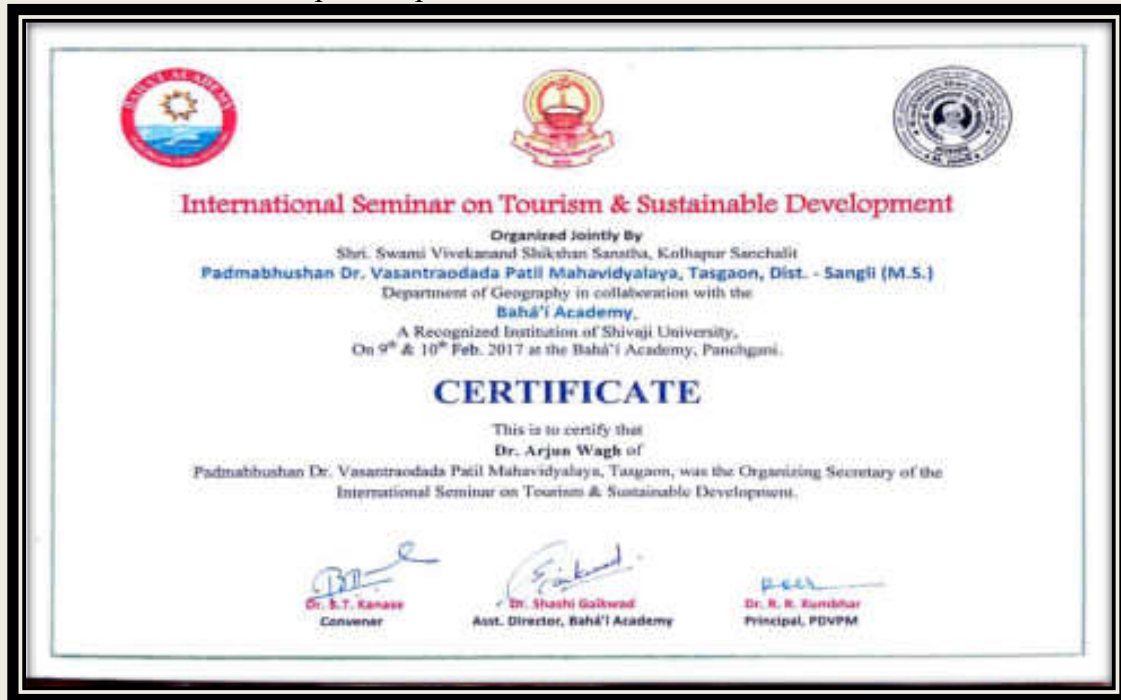 BAHÁ'Í ACADEMY
International Seminar on Tourism & Sustainable Development
Organized Jointly By
Shri. Swami Vivekanand Shikshan Sanstha, Kolhapur Sanchalit
Padmabhushan Dr. Vasantraodada Patil Mahavidyalaya, Tasgaon, Dist. - Sangli (M.S.)
Department of Geography in collaboration with the
Bahá'í Academy,
A Recognized Institution of Shivaji University,
On 9th & 10th Feb. 2017 at the Bahá'í Academy, Panchgani.
CERTIFICATE
This is to certify that
Dr. Arjun Wagh of
Padmabhushan Dr. Vasantraodada Patil Mahavidyalaya, Tasgaon, was the Organizing Secretary of the
International Seminar on Tourism & Sustainable Development.
Dr. B.T. Kanase
Convener
Dr. Shashi Gaikwad
Asst. Director, Bahá'í Academy
Dr. R. R. Kumbhar
Principal, PDVPM